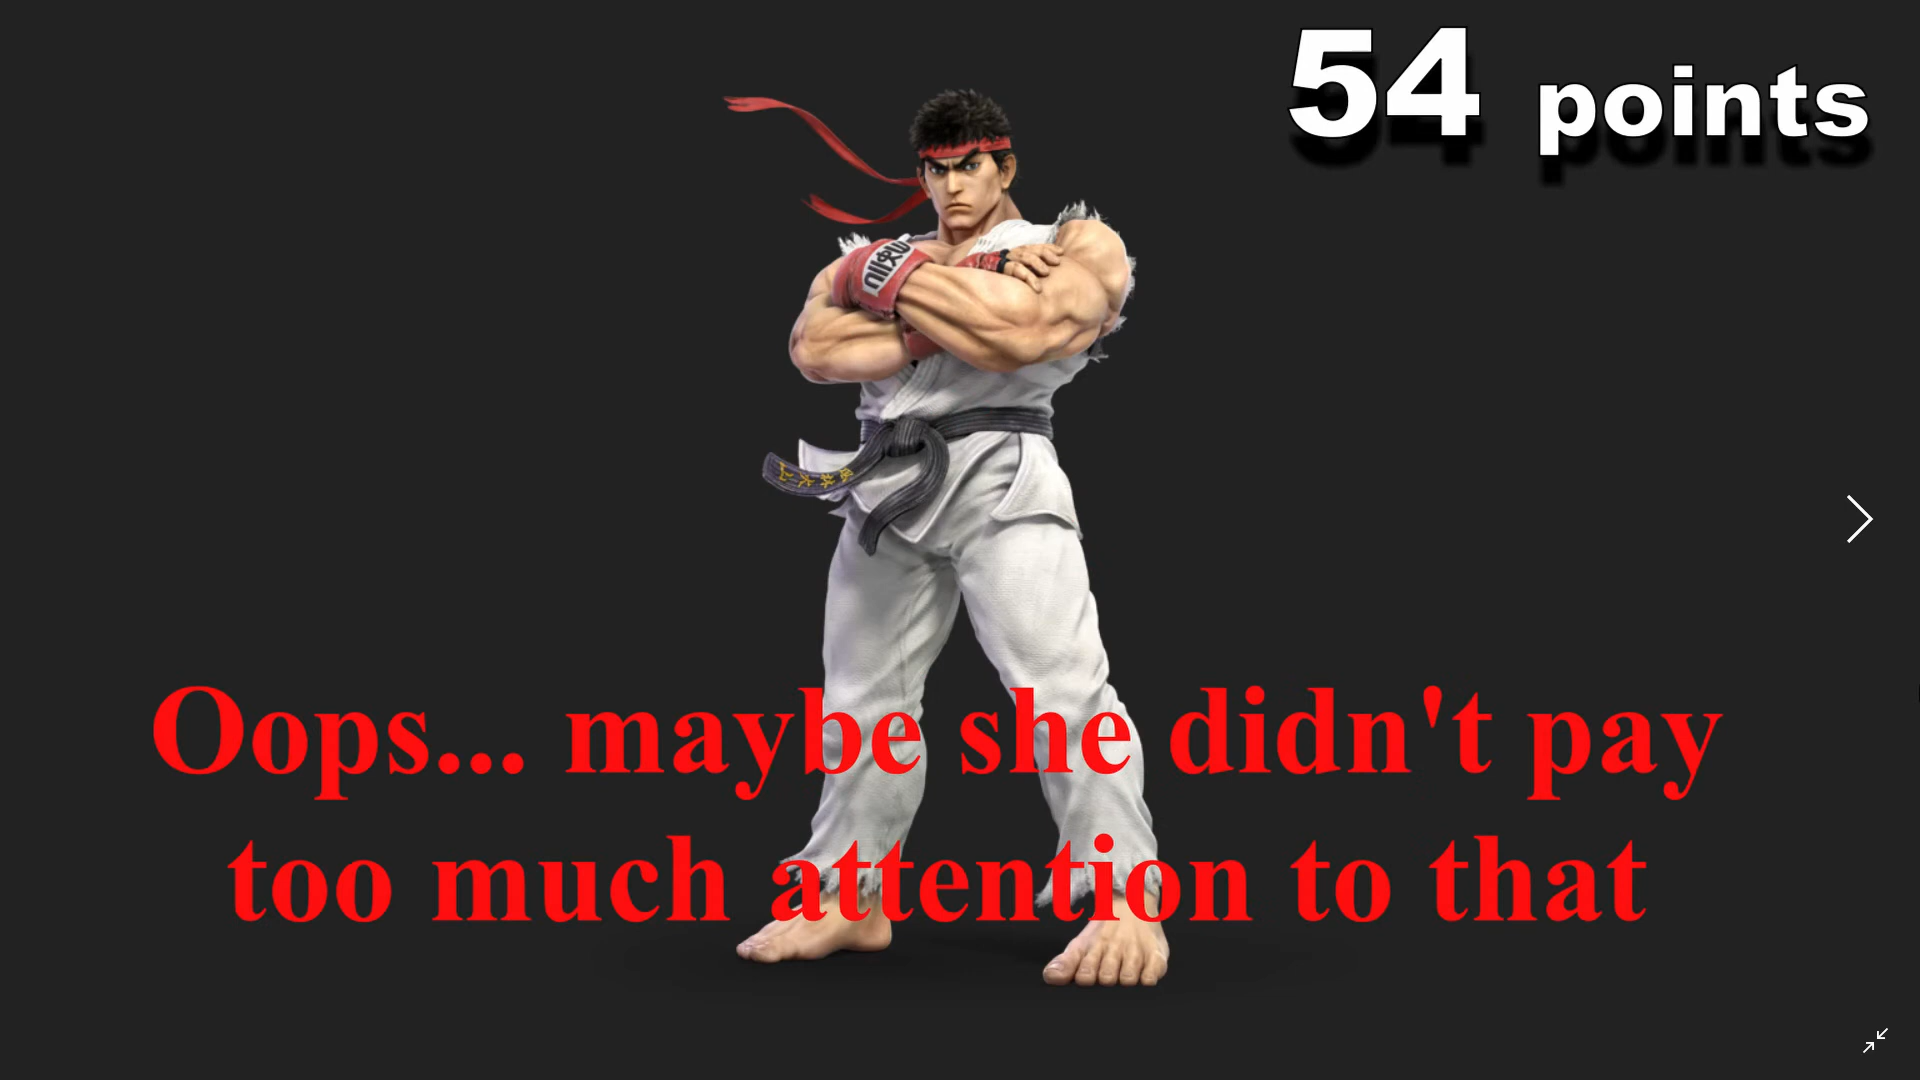 54 points
Oops... maybe she didn't pay
too much attention to that